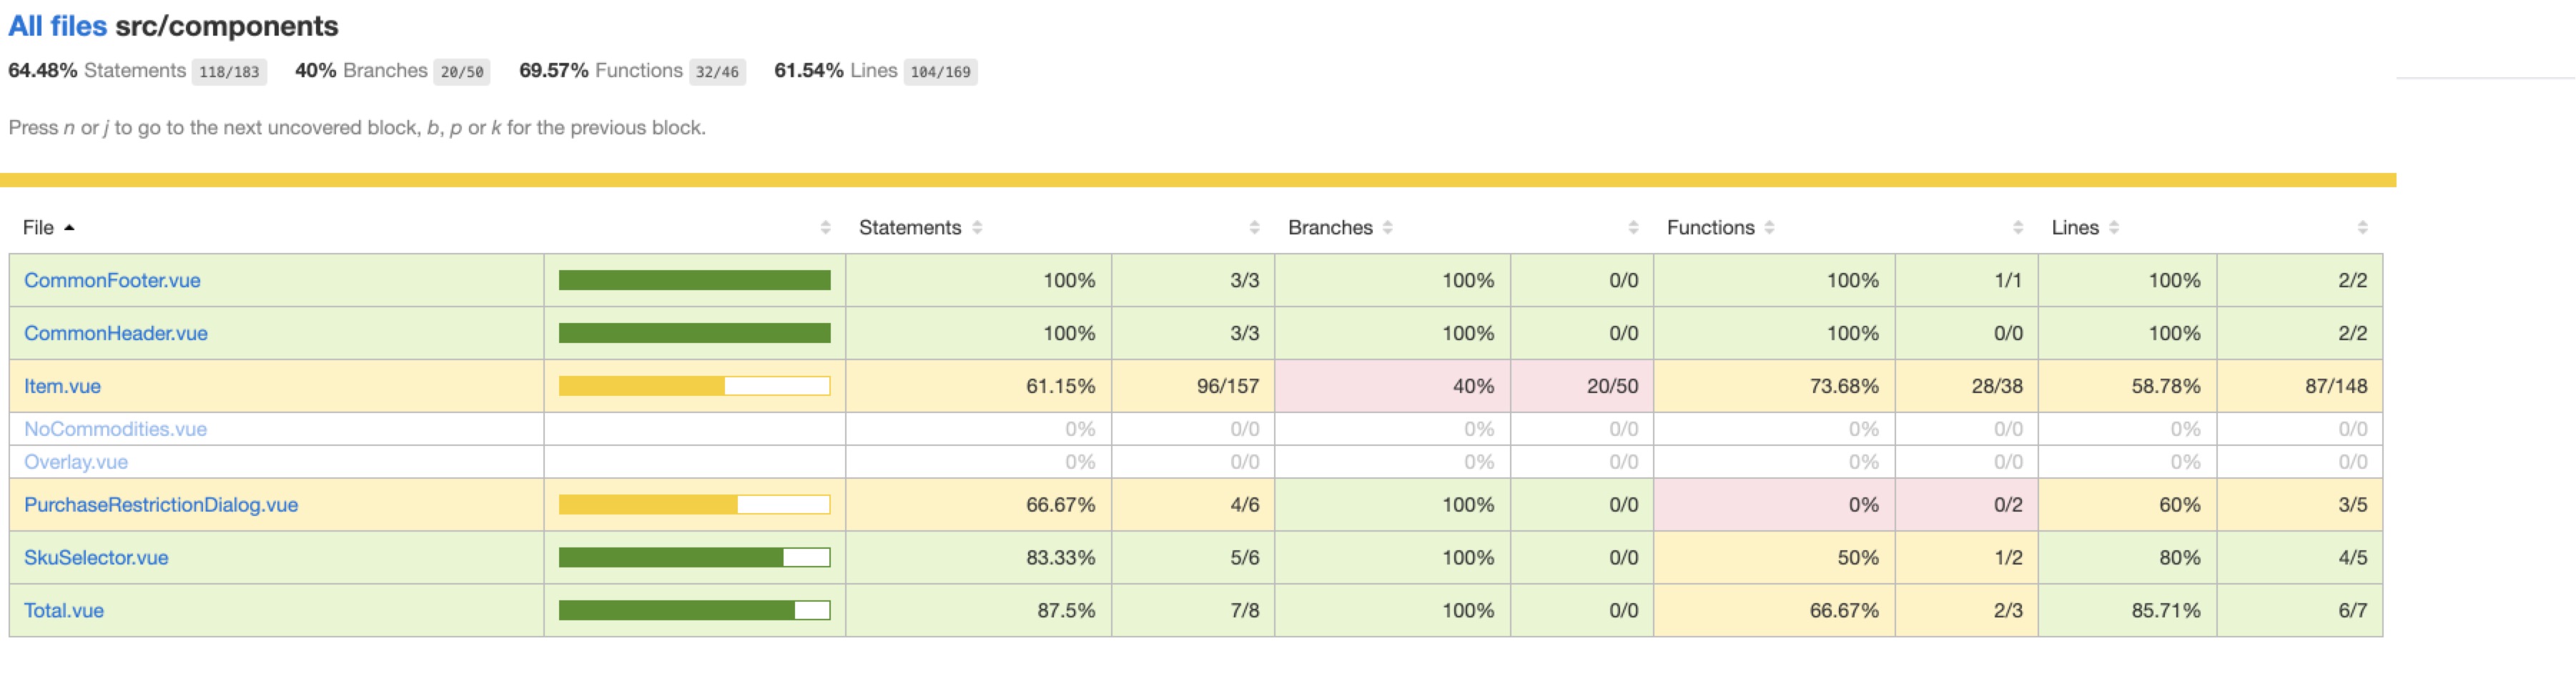 All files src/components
64.48% Statements 118/183 40% Branches 20/50 69.57% Functions 32/46 61.54% Lines 104/169
Press n or j to go to the next uncovered block, b, p or k for the previous block.
File Statements Branches Functions Lines
CommonFooter.vue 100% 3/3 100% 0/0 100% 1/1 100% 2/2
CommonHeader.vue 100% 3/3 100% 0/0 100% 0/0 100% 2/2
Item.vue 61.15% 96/157 40% 20/50 73.68% 28/38 58.78% 87/148
NoCommodities.vue 0% 0/0 0% 0/0 0% 0/0 0% 0/0
Overlay.vue 0% 0/0 0% 0/0 0% 0/0 0% 0/0
PurchaseRestrictionDialog.vue 66.67% 4/6 100% 0/0 0% 0/2 60% 3/5
SkuSelector.vue 83.33% 5/6 100% 0/0 50% 1/2 80% 4/5
Total.vue 87.5% 7/8 100% 0/0 66.67% 2/3 85.71% 6/7